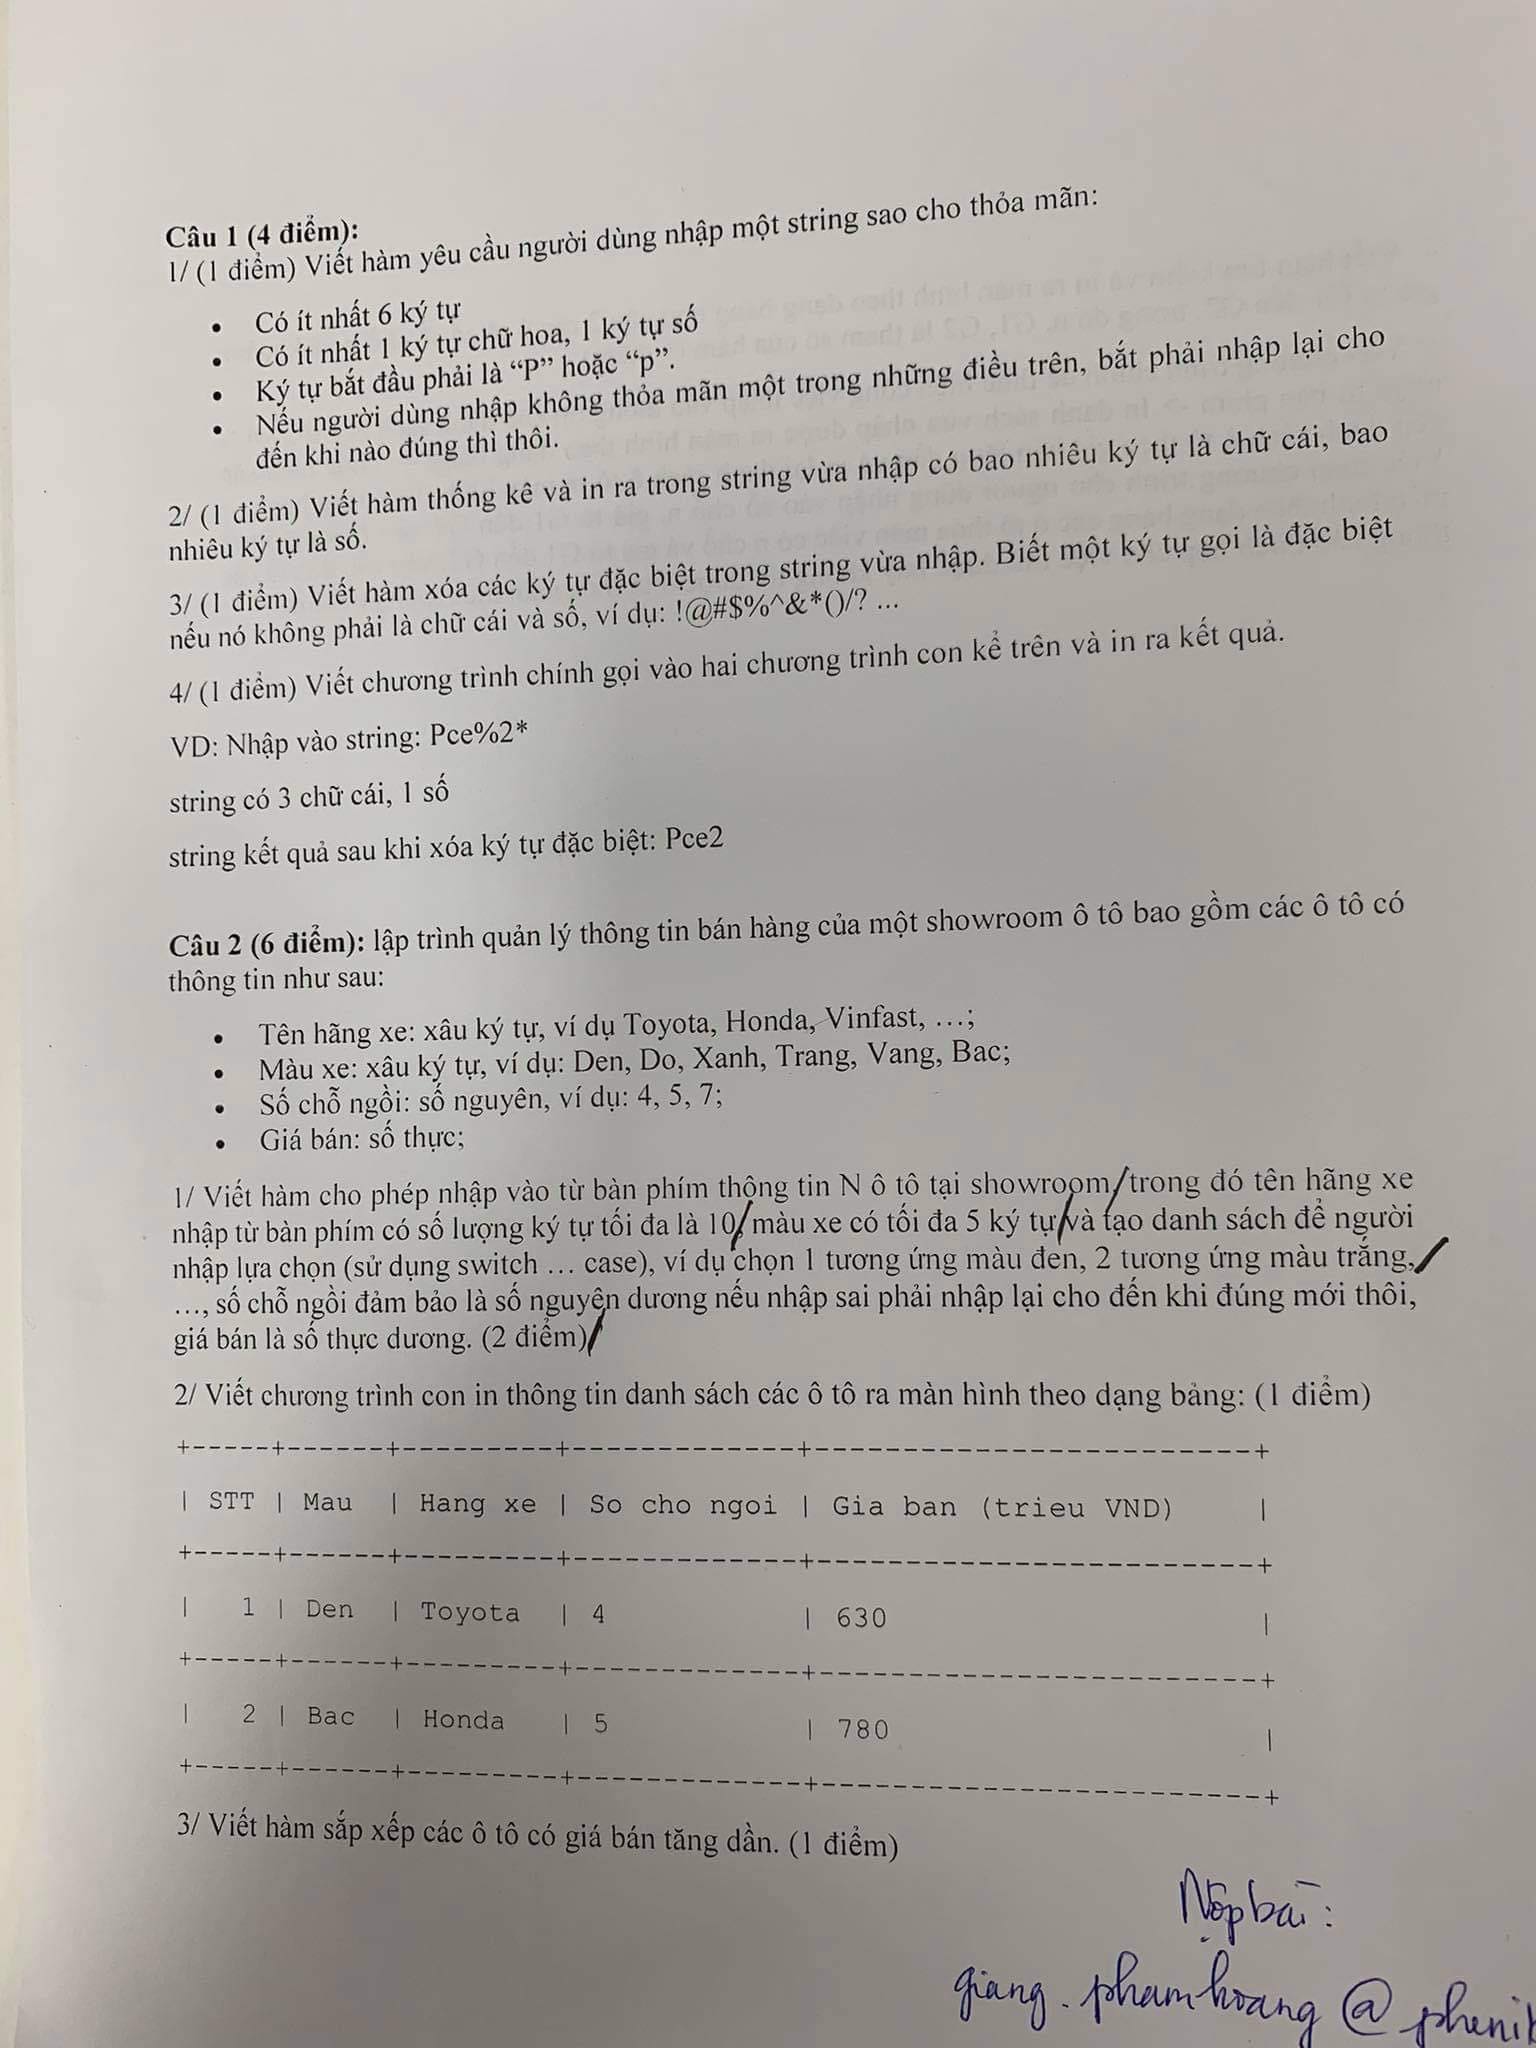 Câu 1 (4 điểm):
1/ (1 điểm) Viết hàm yêu cầu người dùng nhập một string sao cho thỏa mãn:
• Có ít nhất 6 ký tự
• Có ít nhất 1 ký tự chữ hoa, 1 ký tự số
• Ký tự bắt đầu phải là “P” hoặc “p”.
• Nếu người dùng nhập không thỏa mãn một trong những điều trên, bắt phải nhập lại cho
đến khi nào đúng thì thôi.
2/ (1 điểm) Viết hàm thống kê và in ra trong string vừa nhập có bao nhiêu ký tự là chữ cái, bao
nhiêu ký tự là số.
3/ (1 điểm) Viết hàm xóa các ký tự đặc biệt trong string vừa nhập. Biết một ký tự gọi là đặc biệt
nếu nó không phải là chữ cái và số, ví dụ: !@#$%^&*()/? ...
4/ (1 điểm) Viết chương trình chính gọi vào hai chương trình con kể trên và in ra kết quả.
VD: Nhập vào string: Pce%2*
string có 3 chữ cái, 1 số
string kết quả sau khi xóa ký tự đặc biệt: Pce2
Câu 2 (6 điểm): lập trình quản lý thông tin bán hàng của một showroom ô tô bao gồm các ô tô có
thông tin như sau:
• Tên hãng xe: xâu ký tự, ví dụ Toyota, Honda, Vinfast, …;
• Màu xe: xâu ký tự, ví dụ: Den, Do, Xanh, Trang, Vang, Bac;
• Số chỗ ngồi: số nguyên, ví dụ: 4, 5, 7;
• Giá bán: số thực;
1/ Viết hàm cho phép nhập vào từ bàn phím thông tin N ô tô tại showroom/trong đó tên hãng xe
nhập từ bàn phím có số lượng ký tự tối đa là 10, màu xe có tối đa 5 ký tự/và tạo danh sách để người
nhập lựa chọn (sử dụng switch … case), ví dụ chọn 1 tương ứng màu đen, 2 tương ứng màu trắng,
…, số chỗ ngồi đảm bảo là số nguyên dương nếu nhập sai phải nhập lại cho đến khi đúng mới thôi,
giá bán là số thực dương. (2 điểm)/
2/ Viết chương trình con in thông tin danh sách các ô tô ra màn hình theo dạng bảng: (1 điểm)
+-----+------+---------+-------------+------------------------+
| STT | Mau | Hang xe | So cho ngoi | Gia ban (trieu VND) |
+-----+------+---------+-------------+------------------------+
| 1 | Den | Toyota | 4 | 630 |
+-----+------+---------+-------------+------------------------+
| 2 | Bac | Honda | 5 | 780 |
+-----+------+---------+-------------+------------------------+
3/ Viết hàm sắp xếp các ô tô có giá bán tăng dần. (1 điểm)
Nộp bài:
giang.phamhoang@phenik